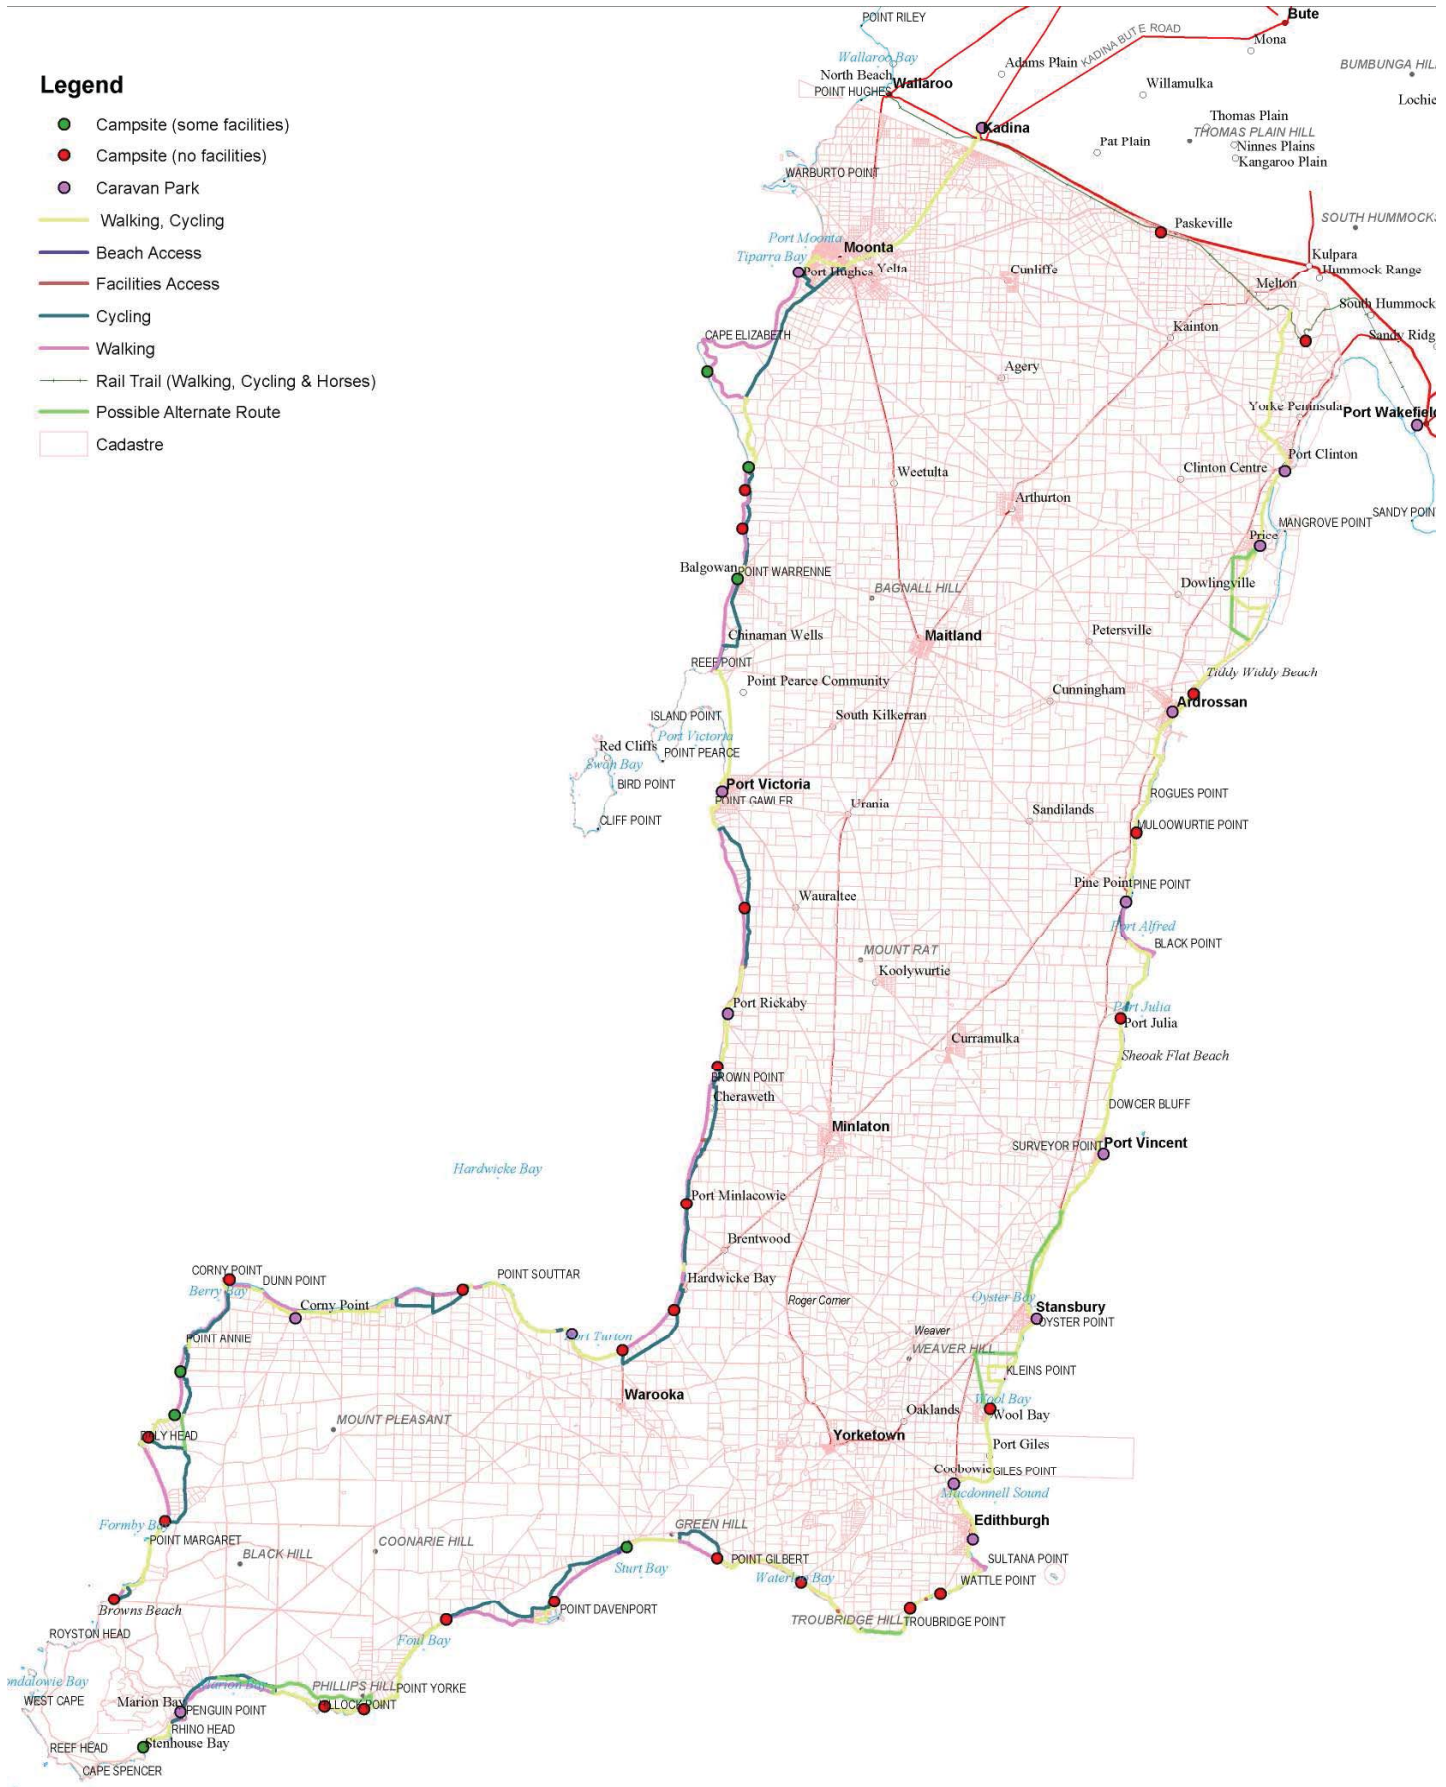 Legend
Campsite (some facilities)
Campsite (no facilities)
Caravan Park
Walking, Cycling
Beach Access
Facilities Access
Cycling
Walking
Rail Trail (Walking, Cycling & Horses)
Possible Alternate Route
Cadastre
POINT RILEY
Bute
KADINA BUTE ROAD
Mona
Wallaroo Bay
Adams Plain
BUMBUNGA HIL
North Beach
Wallaroo
Willamulka
POINT HUGHES
Lochie
Thomas Plain
Kadina
THOMAS PLAIN HILL
Pat Plain
Ninnes Plains
Kangaroo Plain
WARBURTO POINT
SOUTH HUMMOCKS
Paskeville
Port Moonta
Moonta
Tiparra Bay
Kulpara
Port Hughes
Yelta
Cunliffe
Hummock Range
Melton
South Hummock
Kainton
CAPE ELIZABETH
Sandy Ridg
Agery
Yorke Peninsula
Port Wakefield
Port Clinton
Weetulta
Clinton Centre
Arthurton
SANDY POIN
MANGROVE POINT
Price
Balgowan
POINT WARRENNE
BAGNALL HILL
Dowlingville
Chinaman Wells
Maitland
Petersville
REEF POINT
Tiddy Widdy Beach
Point Pearce Community
Cunningham
Ardrossan
ISLAND POINT
South Kilkerran
Port Victoria
Red Cliffs
POINT PEARCE
Swan Bay
BIRD POINT
Port Victoria
POINT GAWLER
ROGUES POINT
Urania
Sandilands
CLIFF POINT
MULOOWURTIE POINT
Pine Point
PINE POINT
Wauraltee
Port Alfred
BLACK POINT
MOUNT RAT
Koolywurtie
Port Rickaby
Port Julia
Port Julia
Curramulka
Sheoak Flat Beach
BROWN POINT
Cheraweth
DOWCER BLUFF
Minlaton
SURVEYOR POINT
Port Vincent
Hardwicke Bay
Port Minlacowie
Brentwood
CORNY POINT
DUNN POINT
POINT SOUTTAR
Hardwicke Bay
Berry Bay
Corny Point
Roger Corner
Oyster Bay
Stansbury
OYSTER POINT
POINT ANNIE
Port Turton
Weaver
WEAVER HILL
KLEINS POINT
Warooka
Wool Bay
Wool Bay
MOUNT PLEASANT
Oaklands
Yorketown
Port Giles
Coobowie
GILES POINT
Macdonnell Sound
Formby Bay
GREEN HILL
Edithburgh
POINT MARGARET
COONARIE HILL
BLACK HILL
POINT GILBERT
SULTANA POINT
Sturt Bay
Waterloo Bay
WATTLE POINT
Browns Beach
POINT DAVENPORT
TROUBRIDGE HILL
TROUBRIDGE POINT
ROYSTON HEAD
Foul Bay
ondalowie Bay
Marion Bay
PHILLIPS HILL
POINT YORKE
WEST CAPE
Marion Bay
PENGUIN POINT
RHINO HEAD
REEF HEAD
Stenhouse Bay
CAPE SPENCER